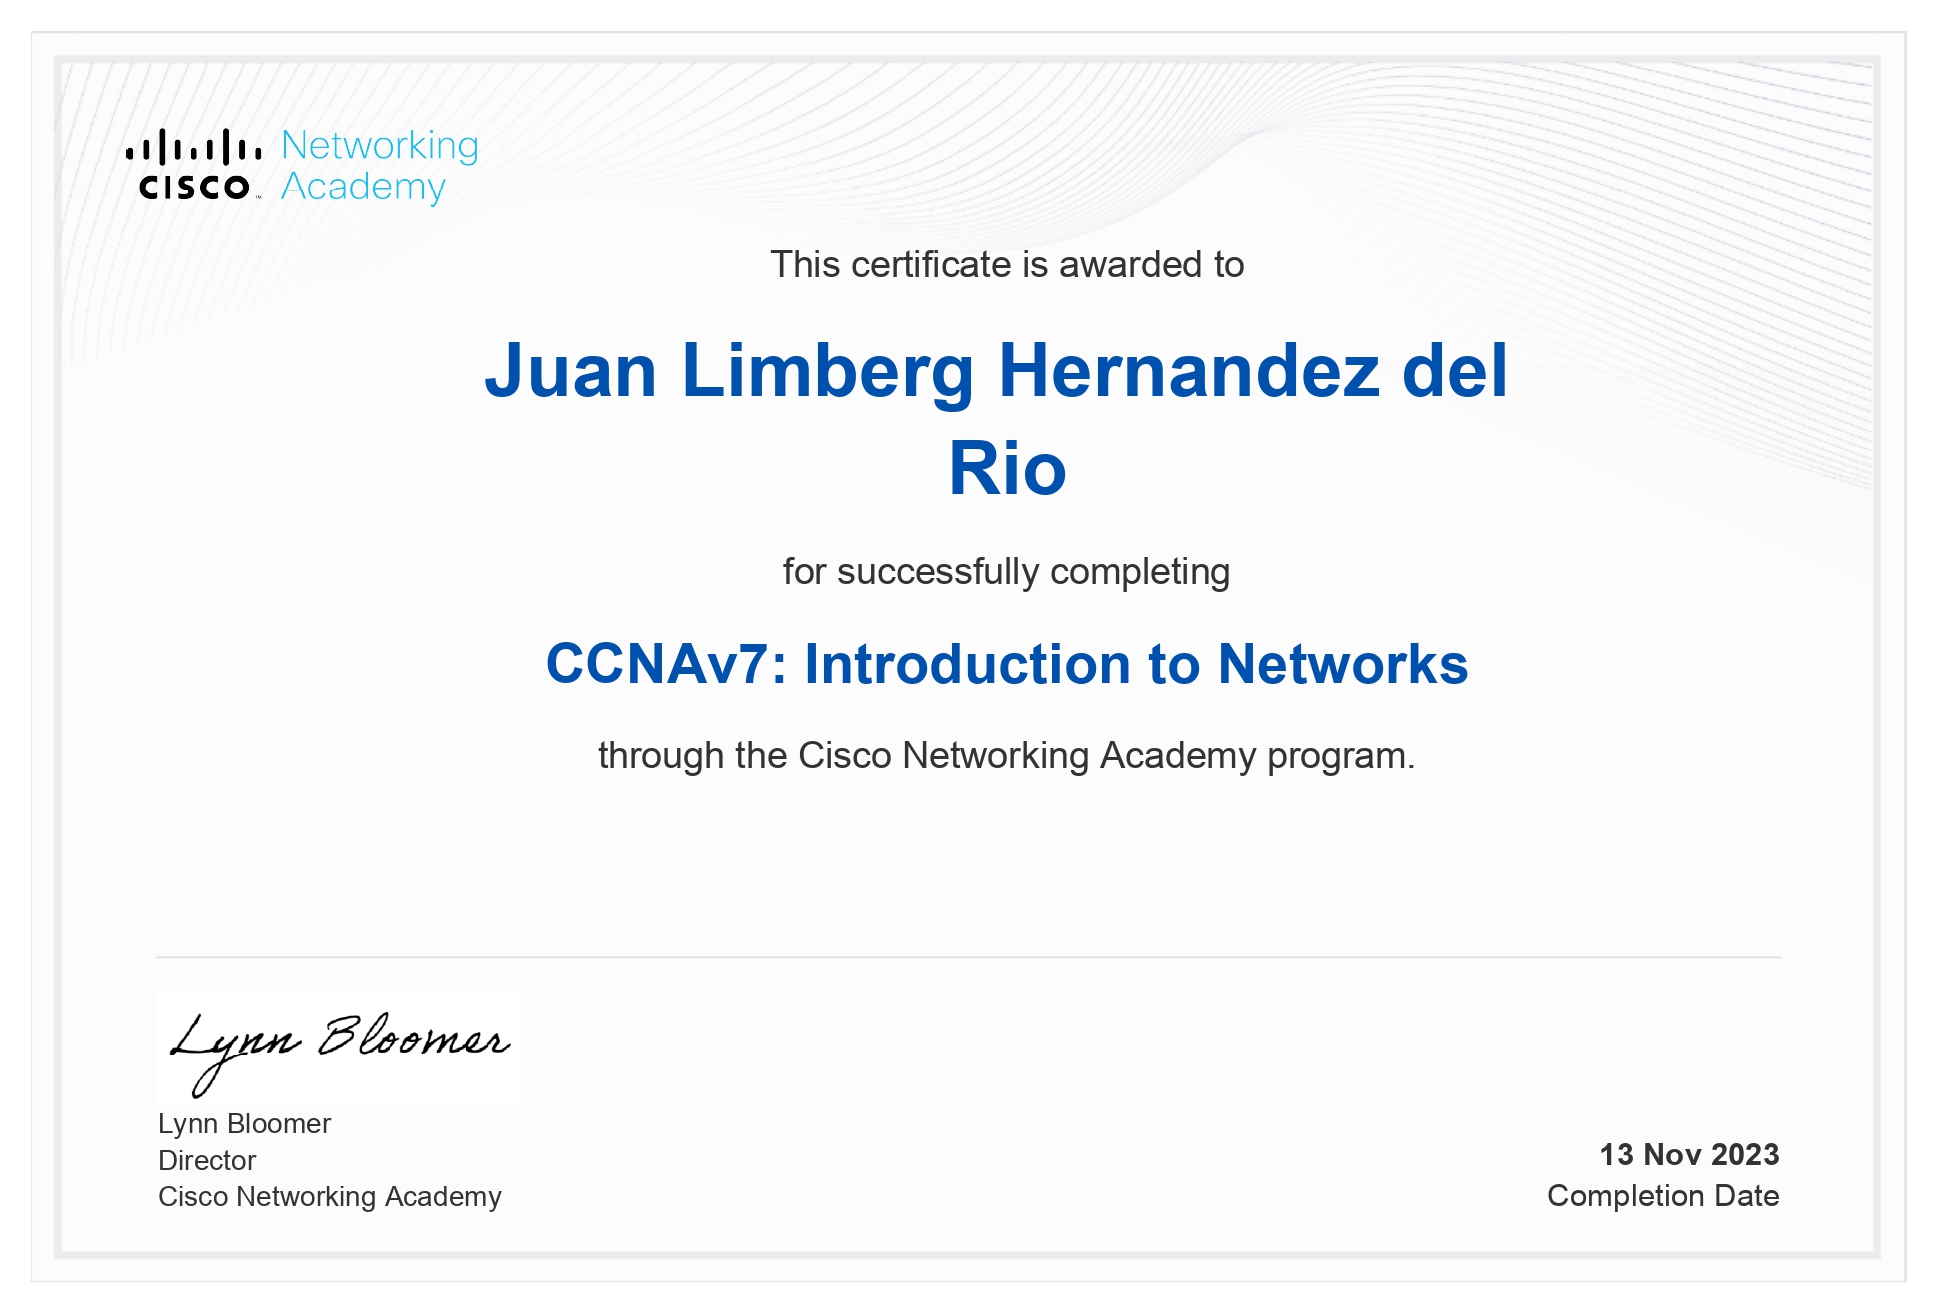 Networking
CISCO™ Academy
This certificate is awarded to
Juan Limberg Hernandez del
Rio
for successfully completing
CCNAv7: Introduction to Networks
through the Cisco Networking Academy program.
Lynn Bloomer
Lynn Bloomer
Director
Cisco Networking Academy
13 Nov 2023
Completion Date